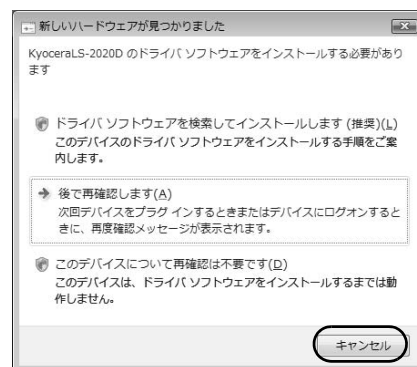 新しいハードウェアが見つかりました
KyoceraLS-2020D のドライバ ソフトウェアをインストールする必要があり
ます
ドライバ ソフトウェアを検索してインストールします (推奨)(L)
このデバイスのドライバ ソフトウェアをインストールする手順をご案
内します。
後で再確認します(A)
次回デバイスをプラグ インするときまたはデバイスにログオンすると
きに、再度確認メッセージが表示されます。
このデバイスについて再確認は不要です(D)
このデバイスは、ドライバ ソフトウェアをインストールするまでは動
作しません。
キャンセル